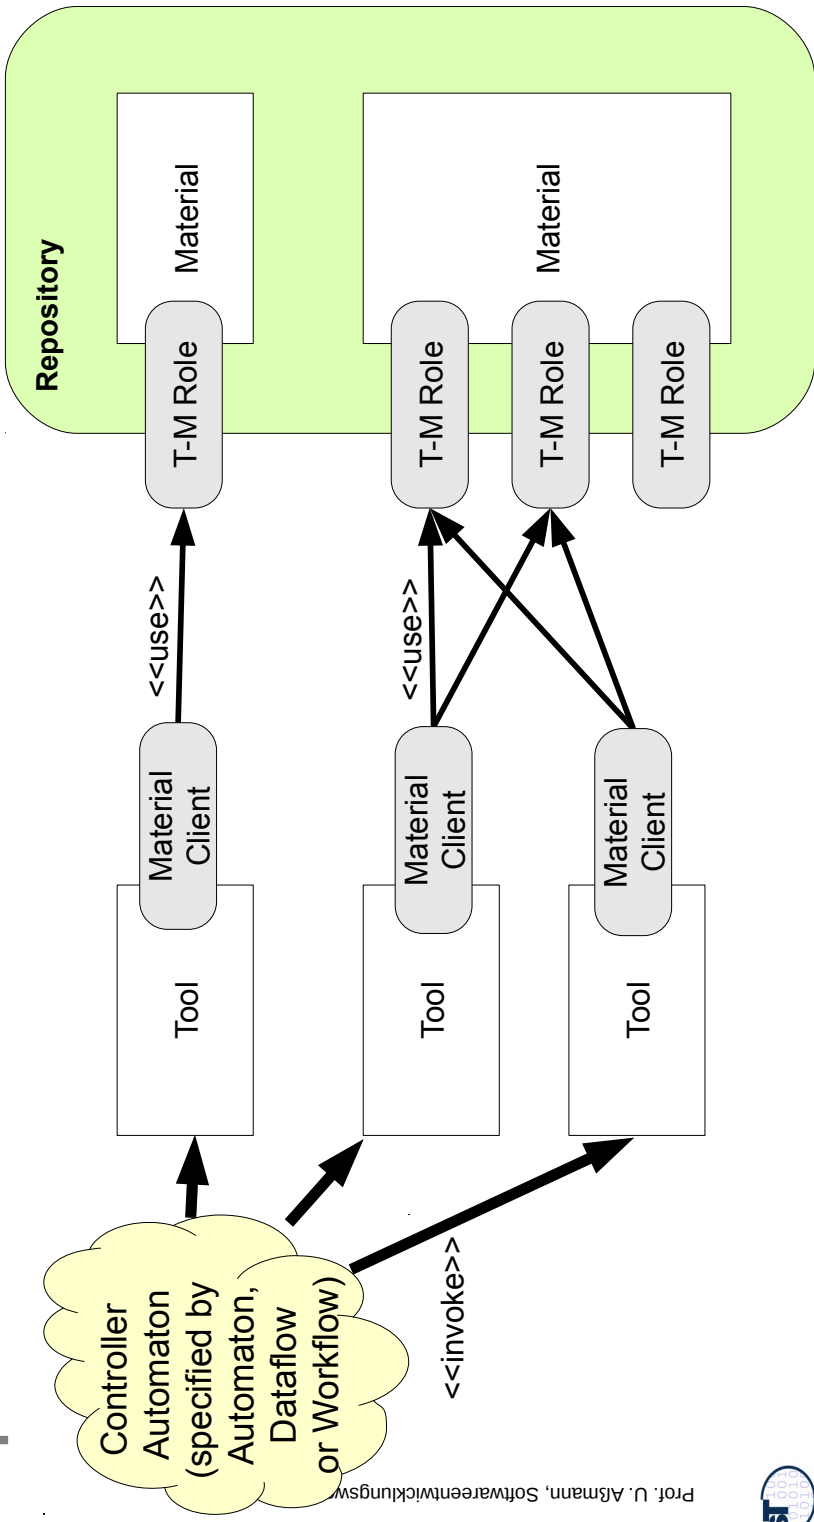 Repository
Material
T-M Role
<<use>>
Material
Client
Tool
Material
T-M Role
T-M Role
T-M Role
<<use>>
Material
Client
Tool
Material
Client
Tool
Controller
Automaton
(specified by
Automaton,
Dataflow
or Workflow)
<<invoke>>
Prof. U. Aßmann, Softwareentwicklungsw
ST